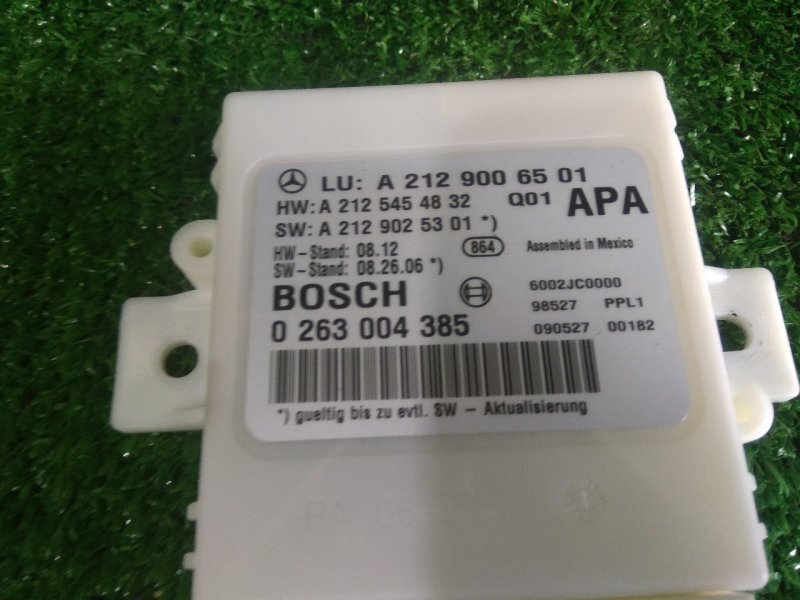 LU: A 212 900 65 01
HW: A 212 545 48 32 Q01 APA
SW: A 212 902 53 01 *)
HW-Stand: 08.12 864 Assembled in Mexico
SW-Stand: 08.26.06 *)
BOSCH 6002JC0000
98527 PPL1
0 263 004 385 090527 00182
*) gueltig bis zu evtl. SW - Aktualisierung